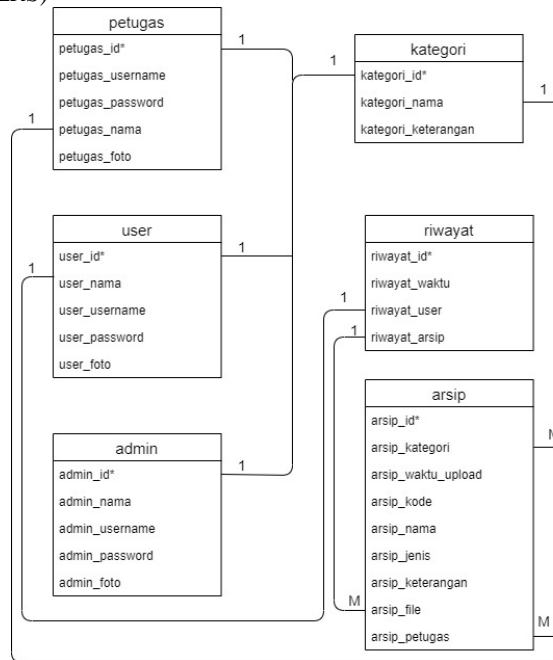 petugas
petugas_id*
petugas_username
petugas_password
petugas_nama
petugas_foto
1
1
kategori
kategori_id*
kategori_nama
kategori_keterangan
1
1
user
user_id*
user_nama
user_username
user_password
user_foto
1
1
riwayat
riwayat_id*
riwayat_waktu
riwayat_user
riwayat_arsip
1
1
admin
admin_id*
admin_nama
admin_username
admin_password
admin_foto
1
arsip
arsip_id*
arsip_kategori
arsip_waktu_upload
arsip_kode
arsip_nama
arsip_jenis
arsip_keterangan
arsip_file
arsip_petugas
M
M
M